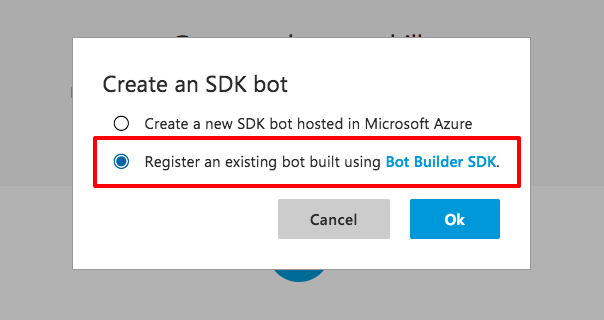 Create an SDK bot
Create a new SDK bot hosted in Microsoft Azure
Register an existing bot built using Bot Builder SDK.
Cancel
Ok